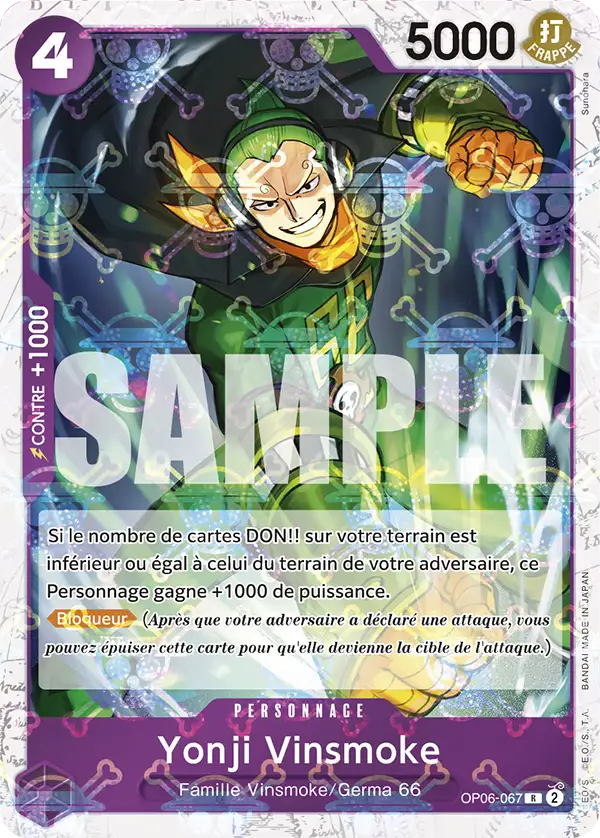 4
5000
打
FRAPPE
Sunohara
CONTRE +1000
SAMPLE
Si le nombre de cartes DON!! sur votre terrain est
inférieur ou égal à celui du terrain de votre adversaire, ce
Personnage gagne +1000 de puissance.
Bloqueur (Après que votre adversaire a déclaré une attaque, vous
pouvez épuiser cette carte pour qu'elle devienne la cible de l'attaque.)
BANDAI MADE IN JAPAN
©E.O./S., T.A.
PERSONNAGE
Yonji Vinsmoke
Famille Vinsmoke/Germa 66
OP06-067 R 2